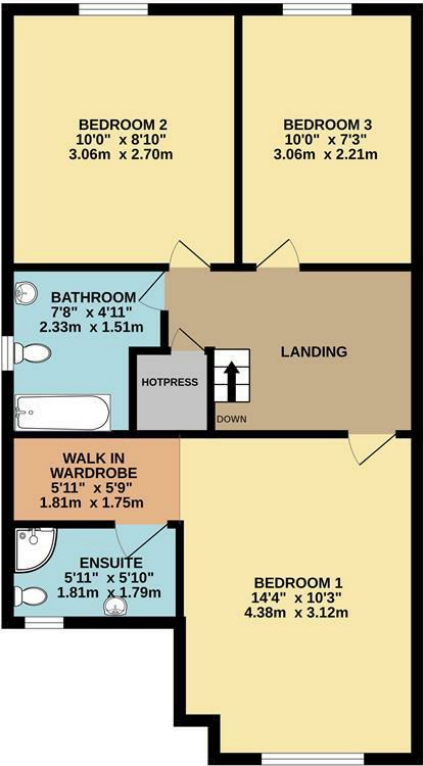 BEDROOM 2
10'0" x 8'10"
3.06m x 2.70m
BEDROOM 3
10'0" x 7'3"
3.06m x 2.21m
BATHROOM
7'8" x 4'11"
2.33m x 1.51m
LANDING
HOTPRESS
DOWN
WALK IN
WARDROBE
5'11" x 5'9"
1.81m x 1.75m
ENSUITE
5'11" x 5'10"
1.81m x 1.79m
BEDROOM 1
14'4" x 10'3"
4.38m x 3.12m